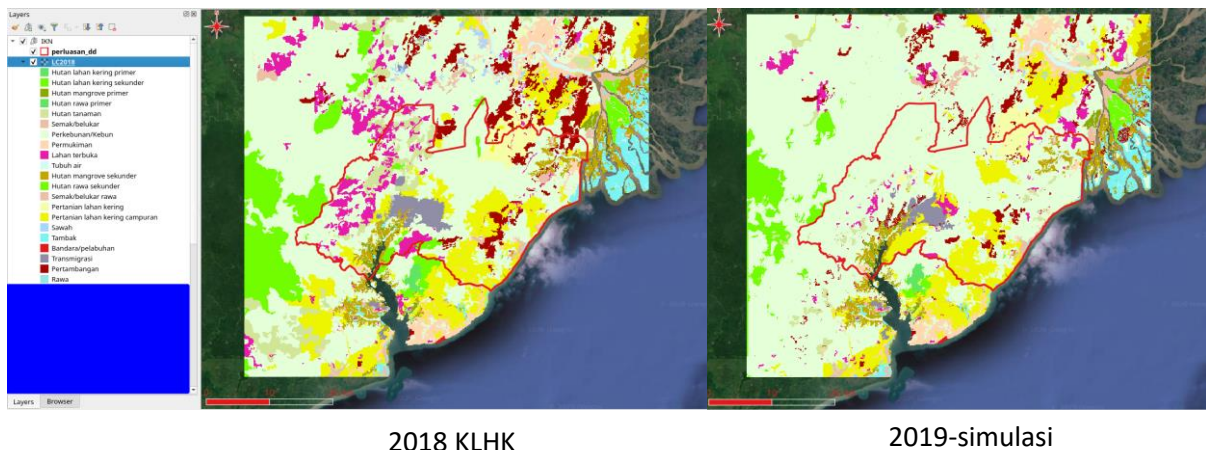 Layers
IKN
perluasan_dd
LC2018
Hutan lahan kering primer
Hutan lahan kering sekunder
Hutan mangrove primer
Hutan rawa primer
Hutan tanaman
Semak/belukar
Perkebunan/Kebun
Permukiman
Lahan terbuka
Tubuh air
Hutan mangrove sekunder
Hutan rawa sekunder
Semak/belukar rawa
Pertanian lahan kering
Pertanian lahan kering campuran
Sawah
Tambak
Bandara/pelabuhan
Transmigrasi
Pertambangan
Rawa
Layers Browser
2018 KLHK
2019-simulasi